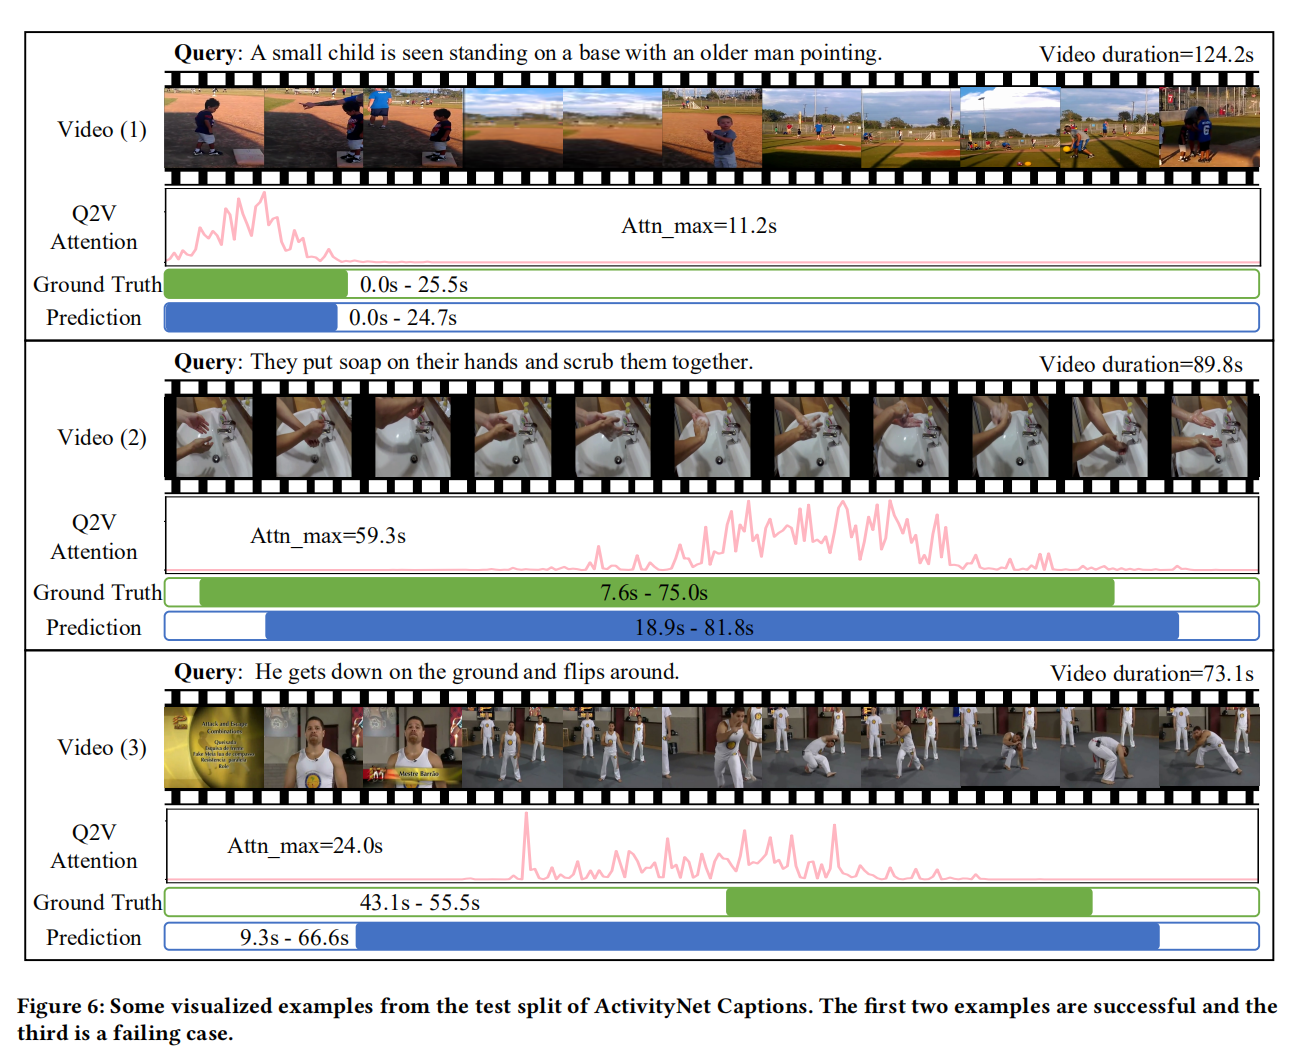 Query: A small child is seen standing on a base with an older man pointing.
Video duration=124.2s
Video (1)
6
Q2V
Attention
Attn_max=11.2s
Ground Truth
0.0s - 25.5s
Prediction
0.0s - 24.7s
Query: They put soap on their hands and scrub them together.
Video duration=89.8s
Video (2)
Q2V
Attention
Attn_max=59.3s
Ground Truth
7.6s - 75.0s
Prediction
18.9s - 81.8s
Query: He gets down on the ground and flips around.
Video duration=73.1s
Video (3)
Attack and Escape
Combinations
Mestre Barrão
Q2V
Attention
Attn_max=24.0s
Ground Truth
43.1s - 55.5s
Prediction
9.3s - 66.6s
Figure 6: Some visualized examples from the test split of ActivityNet Captions. The first two examples are successful and the
third is a failing case.